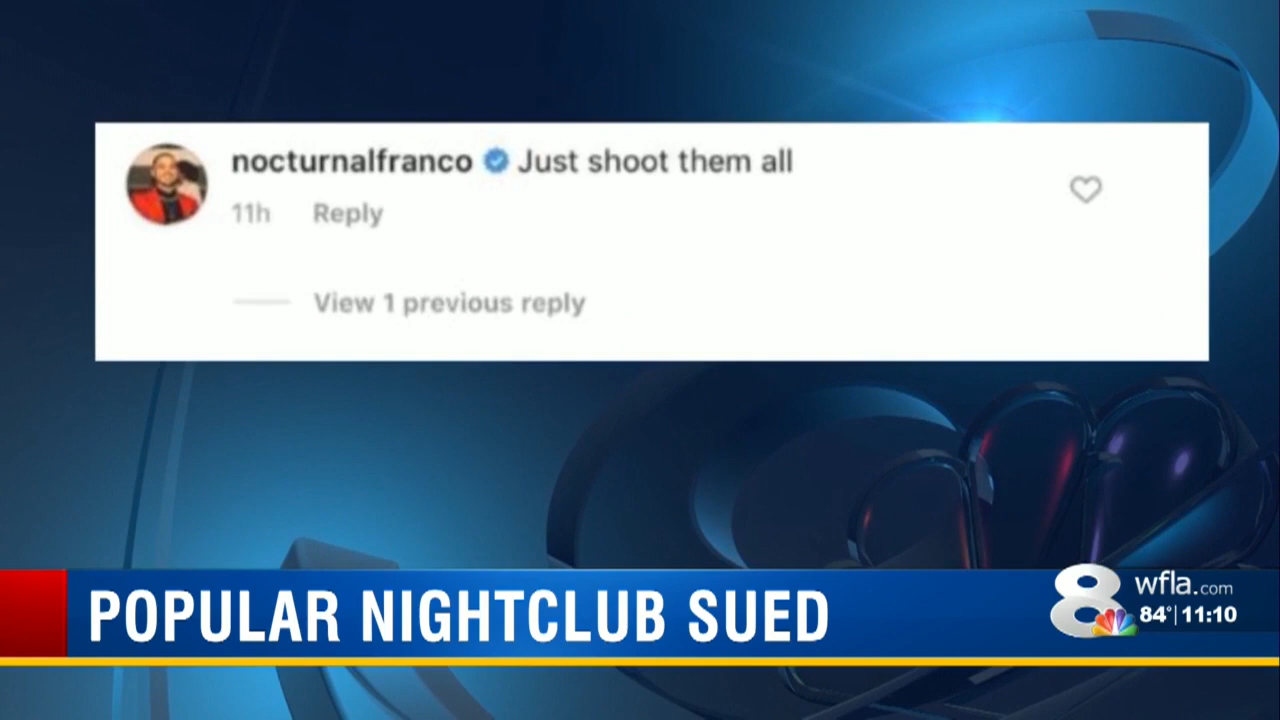 nocturnalfranco Just shoot them all
11h Reply
View 1 previous reply
POPULAR NIGHTCLUB SUED
8 wfla.com
84° | 11:10